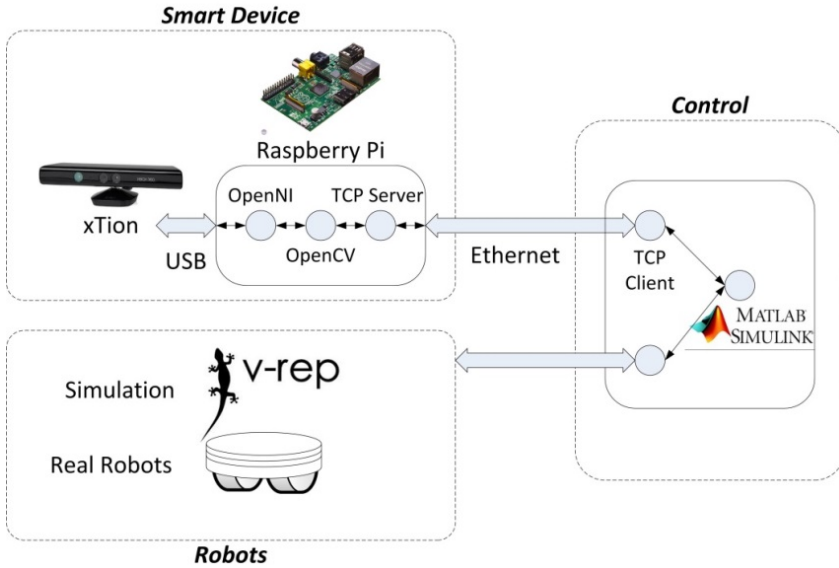 Smart Device
Raspberry Pi
xTion
USB
OpenNI
TCP Server
OpenCV
Ethernet
Control
TCP
Client
MATLAB
SIMULINK
Simulation
v-rep
Real Robots
Robots